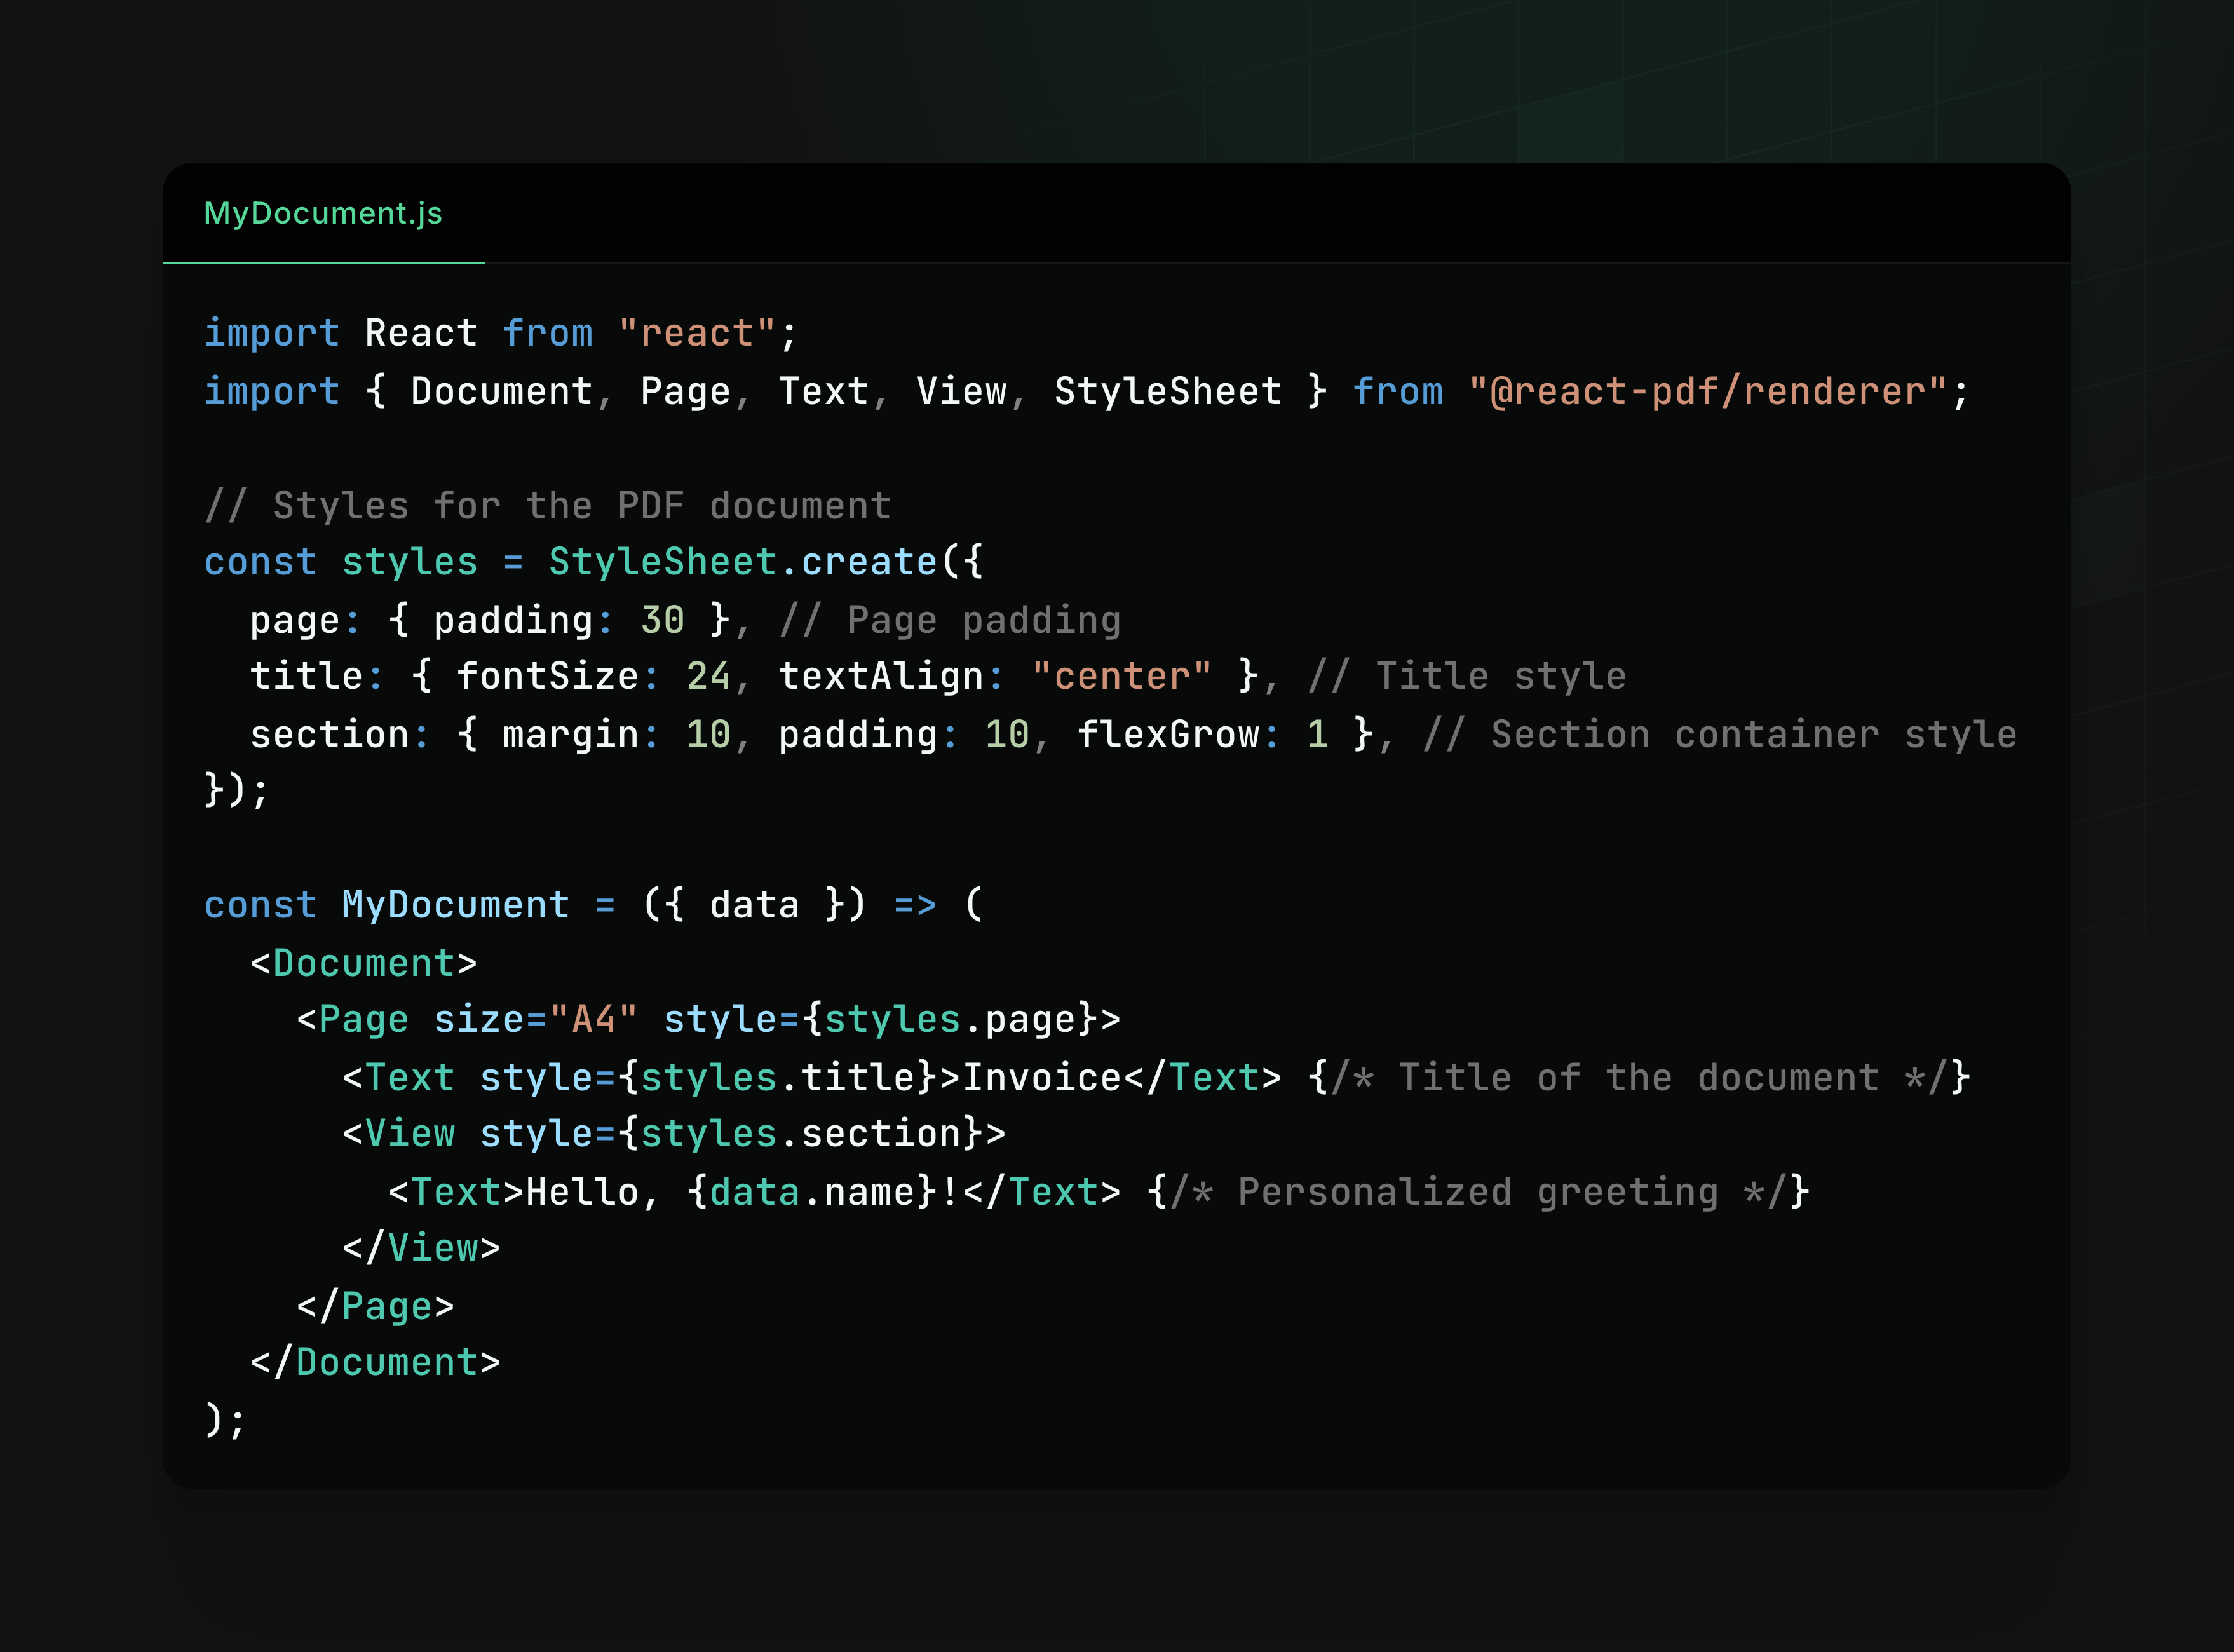 MyDocument.js
import React from "react";
import { Document, Page, Text, View, StyleSheet } from "@react-pdf/renderer";

// Styles for the PDF document
const styles = StyleSheet.create({
  page: { padding: 30 }, // Page padding
  title: { fontSize: 24, textAlign: "center" }, // Title style
  section: { margin: 10, padding: 10, flexGrow: 1 }, // Section container style
});

const MyDocument = ({ data }) => (
  <Document>
    <Page size="A4" style={styles.page}>
      <Text style={styles.title}>Invoice</Text> {/* Title of the document */}
      <View style={styles.section}>
        <Text>Hello, {data.name}!</Text> {/* Personalized greeting */}
      </View>
    </Page>
  </Document>
);